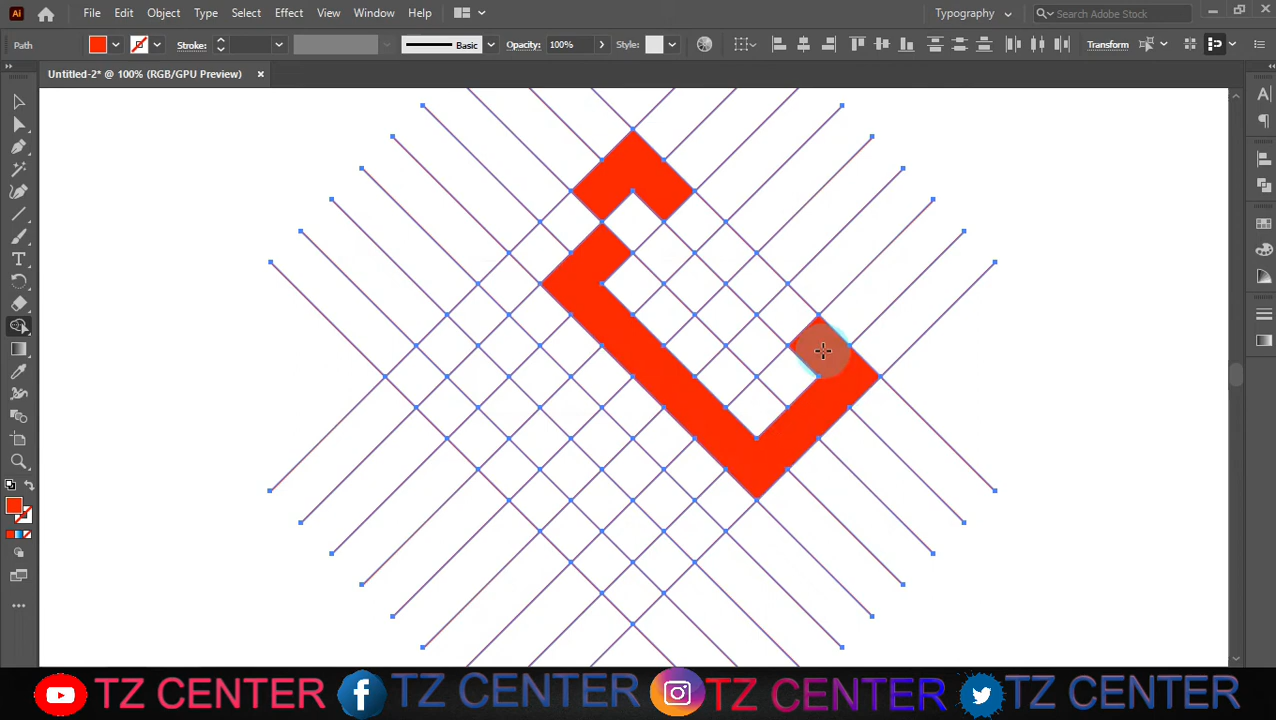 Ai File Edit Object Type Select Effect View Window Help Typography Search Adobe Stock
Path Stroke: Basic Opacity: 100% Style: Transform
Untitled-2* @ 100% (RGB/GPU Preview)
TZ CENTER TZ CENTER TZ CENTER TZ CENTER